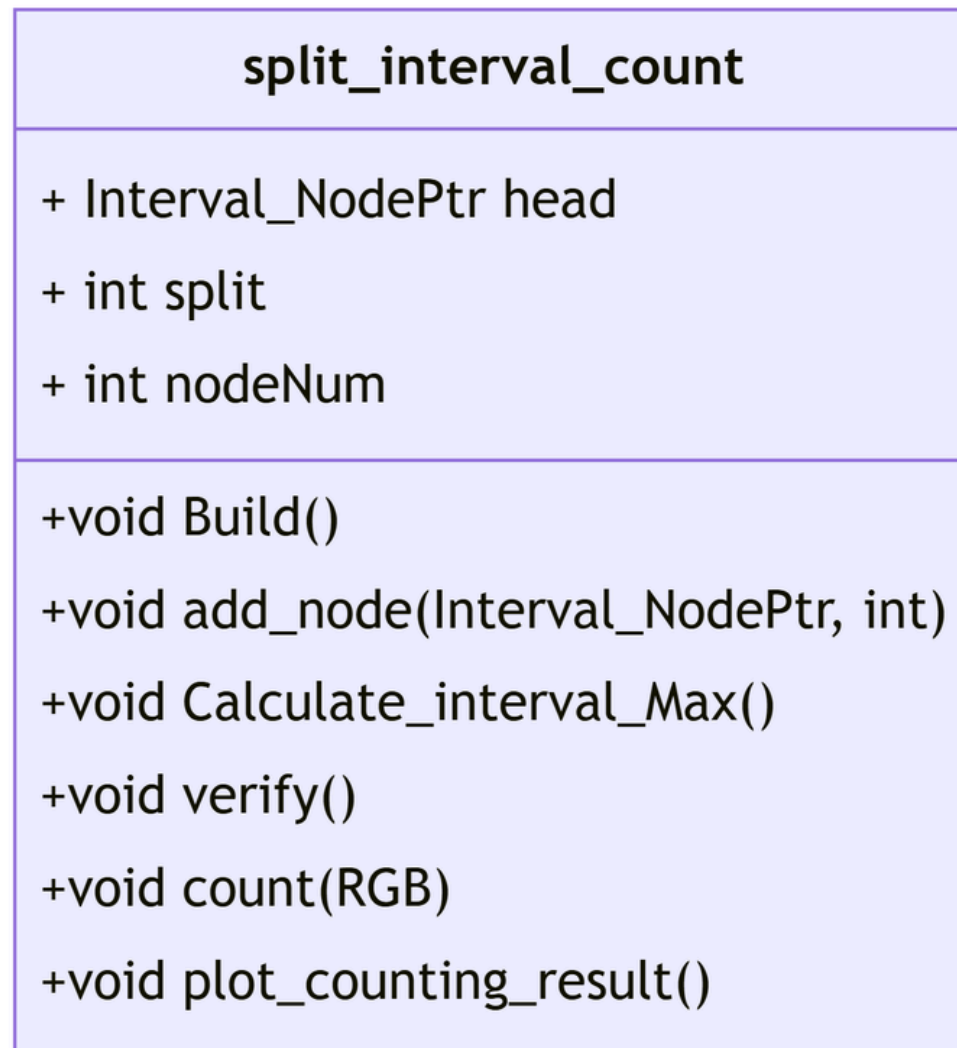 split_interval_count
+ Interval_NodePtr head
+ int split
+ int nodeNum
+void Build()
+void add_node(Interval_NodePtr, int)
+void Calculate_interval_Max()
+void verify()
+void count(RGB)
+void plot_counting_result()